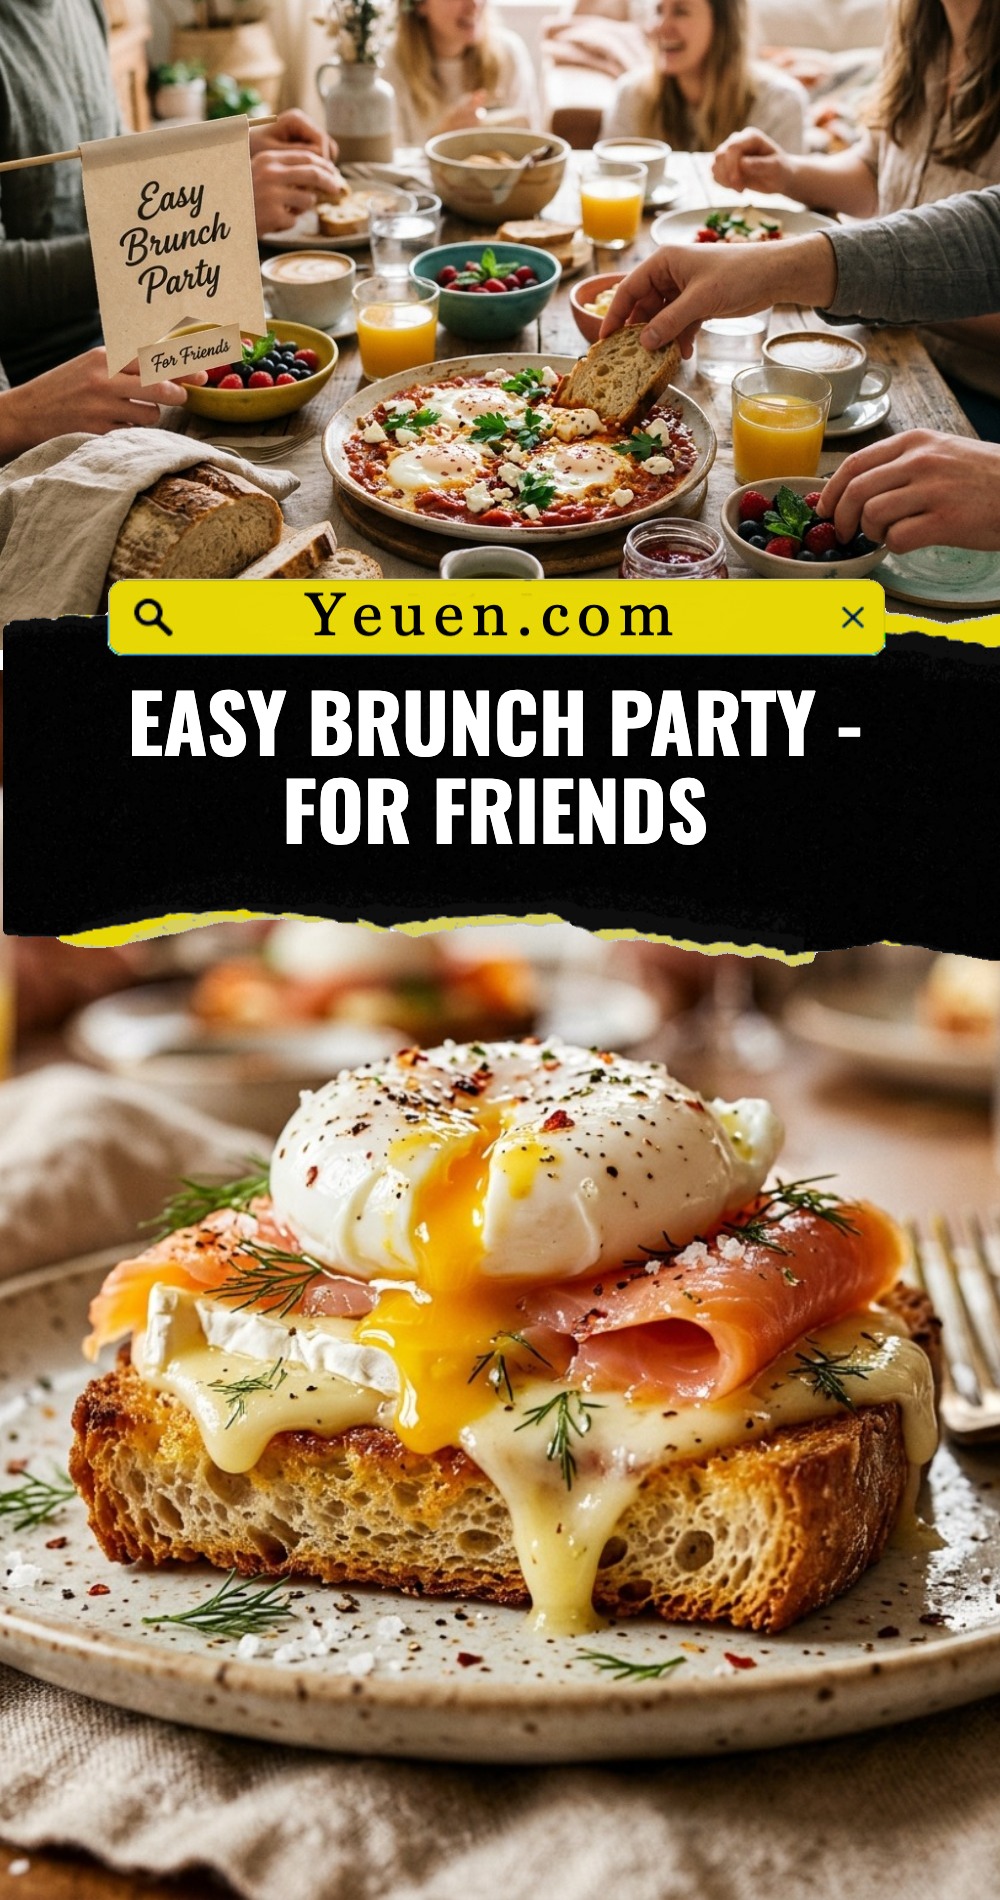 Easy
Brunch
Party
For Friends
Yeuen.com
EASY BRUNCH PARTY -
FOR FRIENDS